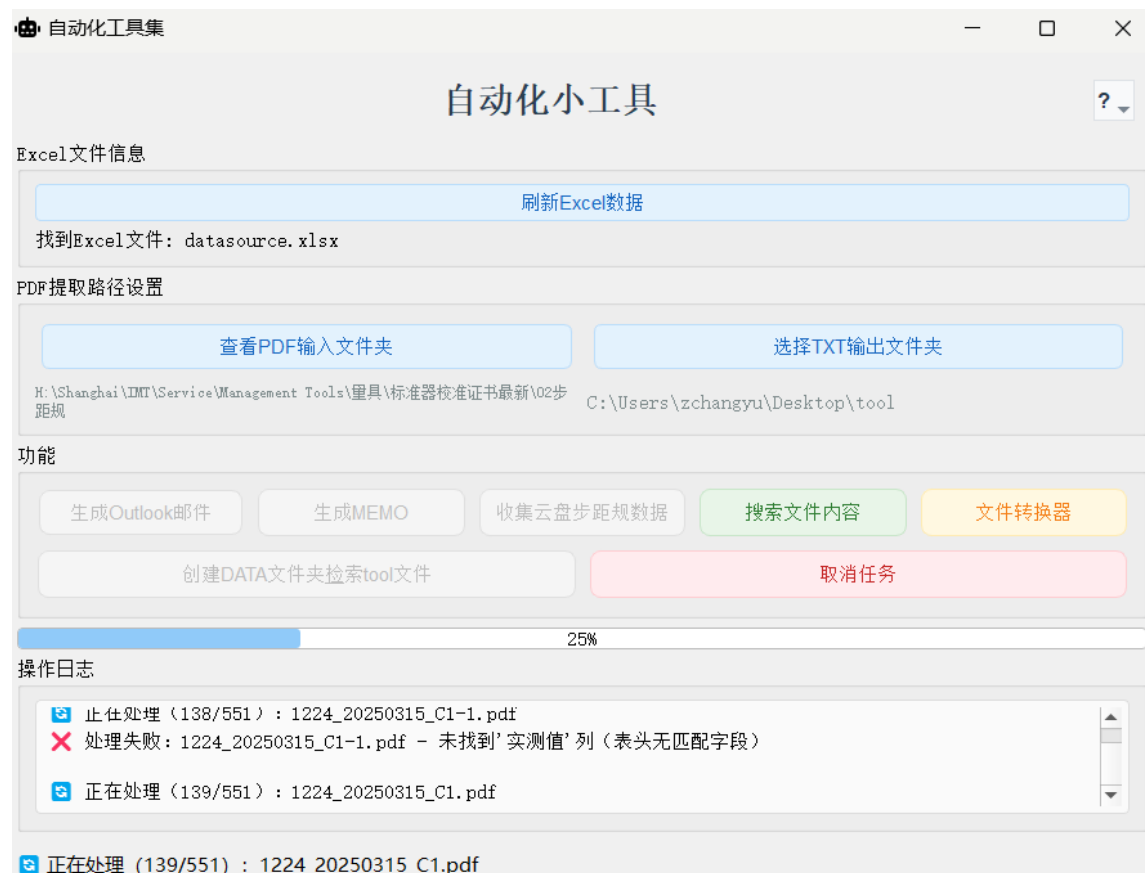 自动化工具集
自动化小工具
?
Excel文件信息
刷新Excel数据
找到Excel文件: datasource.xlsx
PDF提取路径设置
查看PDF输入文件夹
选择TXT输出文件夹
H:\Shanghai\IMT\Service\Management Tools\量具\标准器校准证书最新\02步
距规
C:\Users\zchangyu\Desktop\tool
功能
生成Outlook邮件
生成MEMO
收集云盘步距规数据
搜索文件内容
文件转换器
创建DATA文件夹检索tool文件
取消任务
25%
操作日志
正在处理（138/551）: 1224_20250315_C1-1.pdf
处理失败: 1224_20250315_C1-1.pdf - 未找到'实测值'列（表头无匹配字段）
正在处理（139/551）: 1224_20250315_C1.pdf
正在处理（139/551）: 1224_20250315_C1.pdf